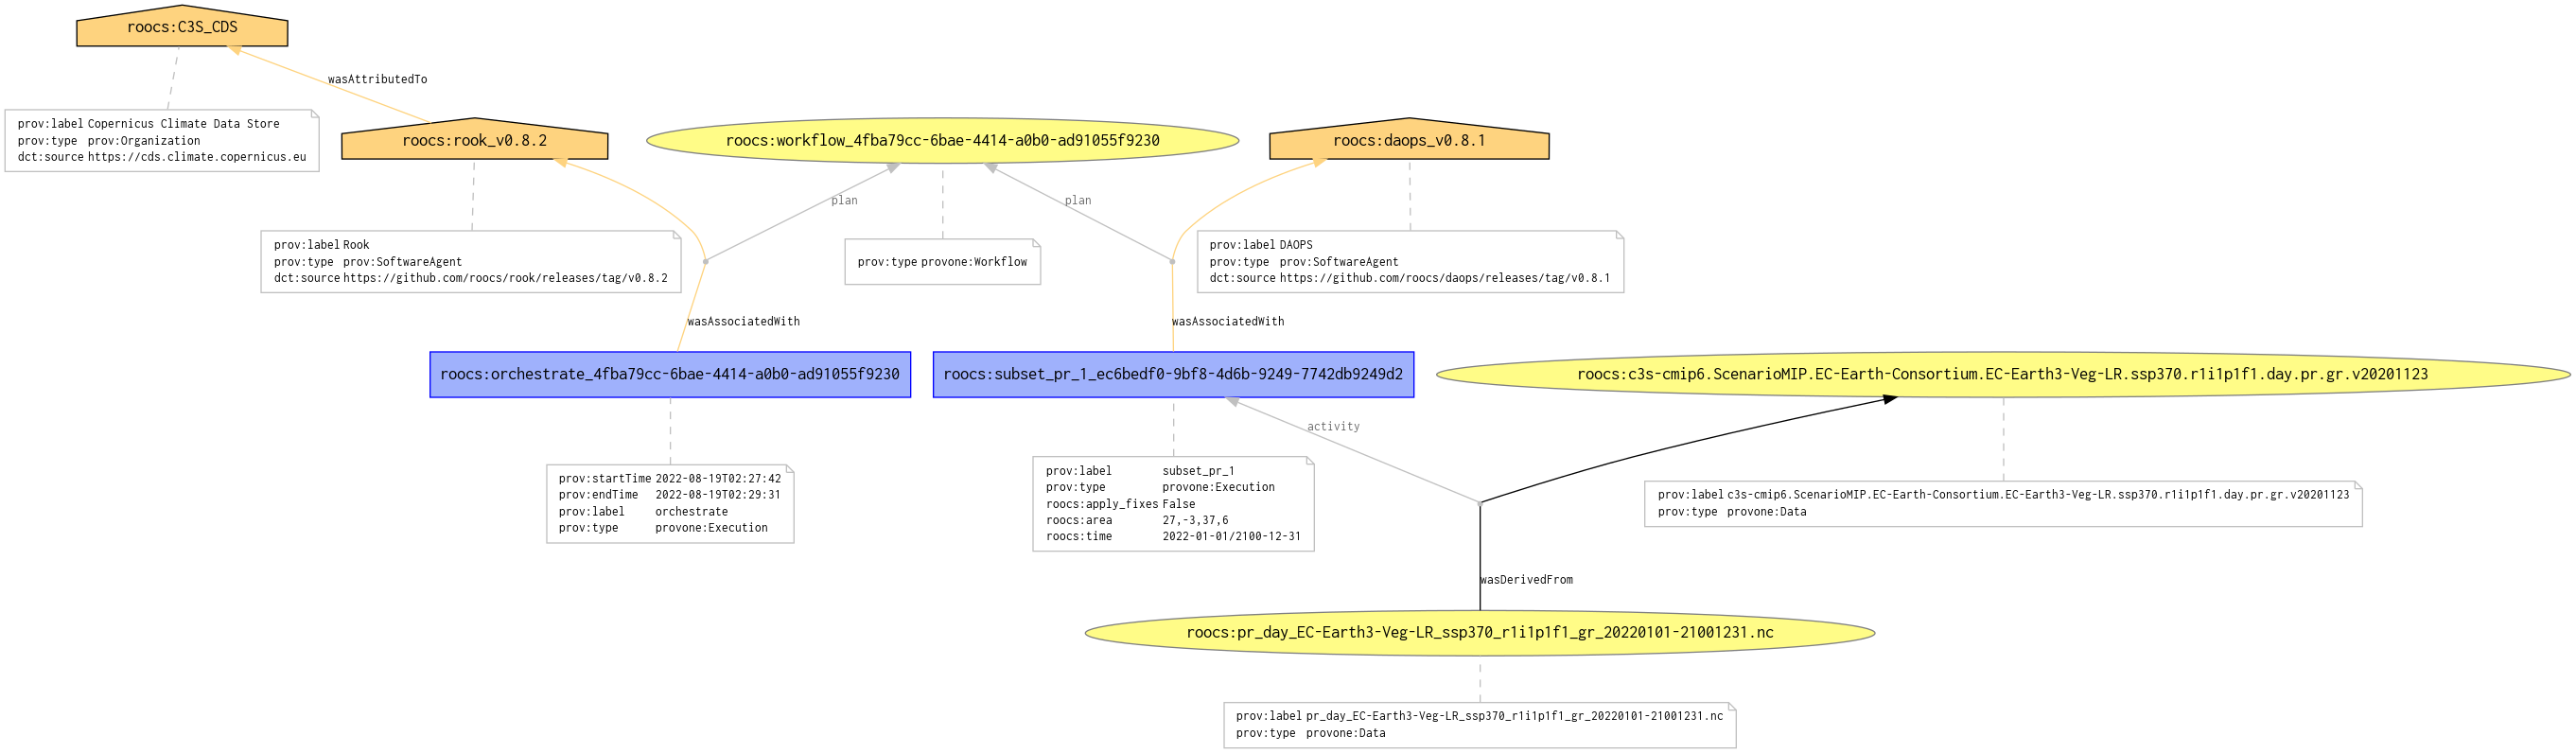 roocs:C3S_CDS
wasAttributedTo
prov:label Copernicus Climate Data Store
prov:type prov:Organization
dct:source https://cds.climate.copernicus.eu
roocs:rook_v0.8.2
roocs:workflow_4fba79cc-6bae-4414-a0b0-ad91055f9230
roocs:daops_v0.8.1
plan
plan
prov:label Rook
prov:type prov:SoftwareAgent
dct:source https://github.com/roocs/rook/releases/tag/v0.8.2
prov:type provone:Workflow
prov:label DAOPS
prov:type prov:SoftwareAgent
dct:source https://github.com/roocs/daops/releases/tag/v0.8.1
wasAssociatedWith
wasAssociatedWith
roocs:orchestrate_4fba79cc-6bae-4414-a0b0-ad91055f9230
roocs:subset_pr_1_ec6bedf0-9bf8-4d6b-9249-7742db9249d2
roocs:c3s-cmip6.ScenarioMIP.EC-Earth-Consortium.EC-Earth3-Veg-LR.ssp370.r1i1p1f1.day.pr.gr.v20201123
activity
prov:startTime 2022-08-19T02:27:42
prov:endTime 2022-08-19T02:29:31
prov:label orchestrate
prov:type provone:Execution
prov:label subset_pr_1
prov:type provone:Execution
roocs:apply_fixes False
roocs:area 27,-3,37,6
roocs:time 2022-01-01/2100-12-31
prov:label c3s-cmip6.ScenarioMIP.EC-Earth-Consortium.EC-Earth3-Veg-LR.ssp370.r1i1p1f1.day.pr.gr.v20201123
prov:type provone:Data
wasDerivedFrom
roocs:pr_day_EC-Earth3-Veg-LR_ssp370_r1i1p1f1_gr_20220101-21001231.nc
prov:label pr_day_EC-Earth3-Veg-LR_ssp370_r1i1p1f1_gr_20220101-21001231.nc
prov:type provone:Data